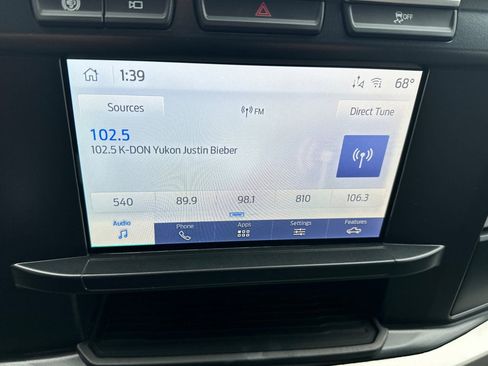 OFF
1:39
68°
Sources
FM
Direct Tune
102.5
102.5 K-DON Yukon Justin Bieber
540 89.9 98.1 810 106.3
Audio Phone Apps Settings Features